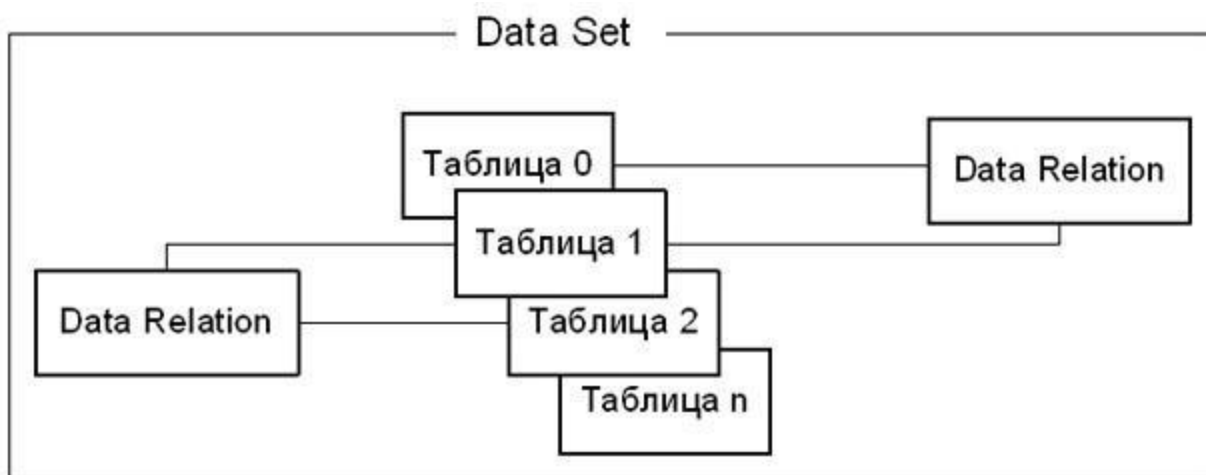 Data Set
Таблица 0
Data Relation
Таблица 1
Data Relation
Таблица 2
Таблица n